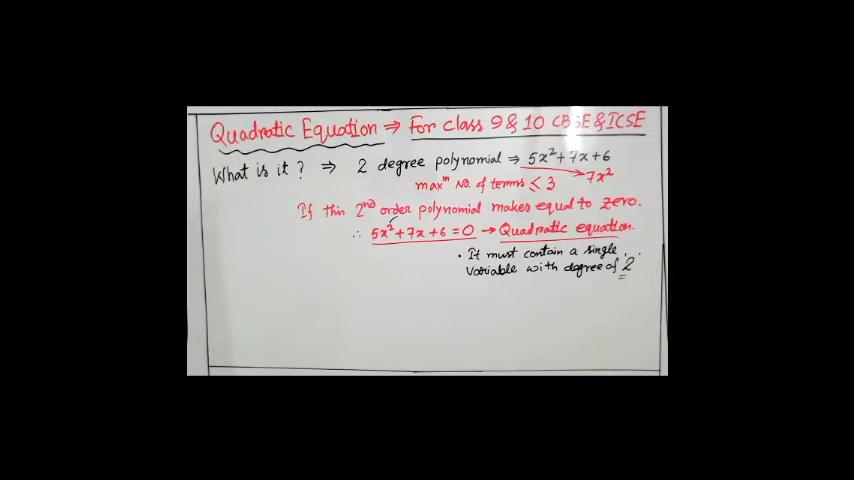 Quadratic Equation ⇒ For class 9 & 10 CBSE & ICSE
What is it ? ⇒ 2 degree polynomial ⇒ 5x²+7x+6
maxᵐ No. of terms ≤ 3 7x²
If this 2nd order polynomial makes equal to zero.
∴ 5x²+7x+6=0 → Quadratic equation.
• It must contain a single
variable with degree of 2